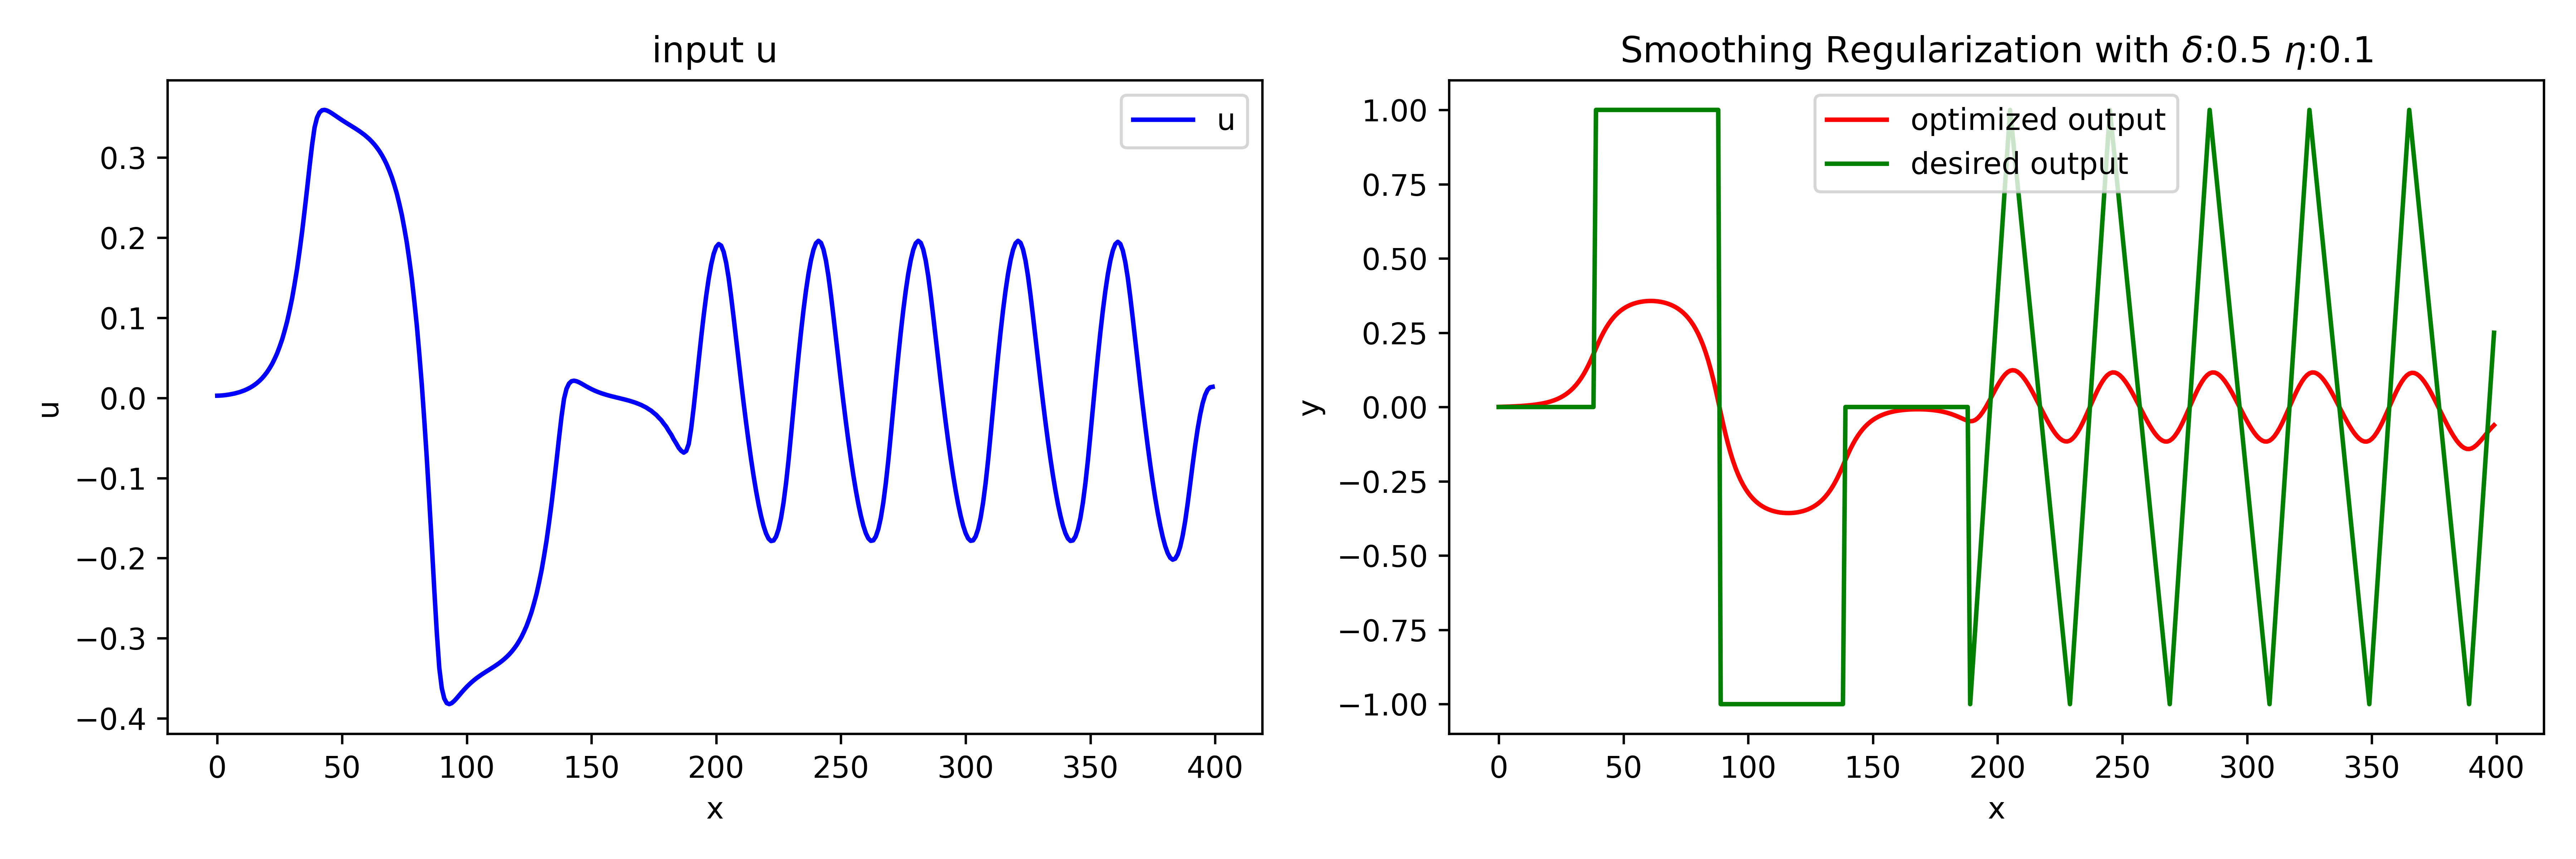 input u
u
0.3
0.2
0.1
0.0
−0.1
−0.2
−0.3
−0.4
u
0 50 100 150 200 250 300 350 400
x
Smoothing Regularization with δ:0.5 η:0.1
optimized output
desired output
1.00
0.75
0.50
0.25
0.00
−0.25
−0.50
−0.75
−1.00
y
0 50 100 150 200 250 300 350 400
x